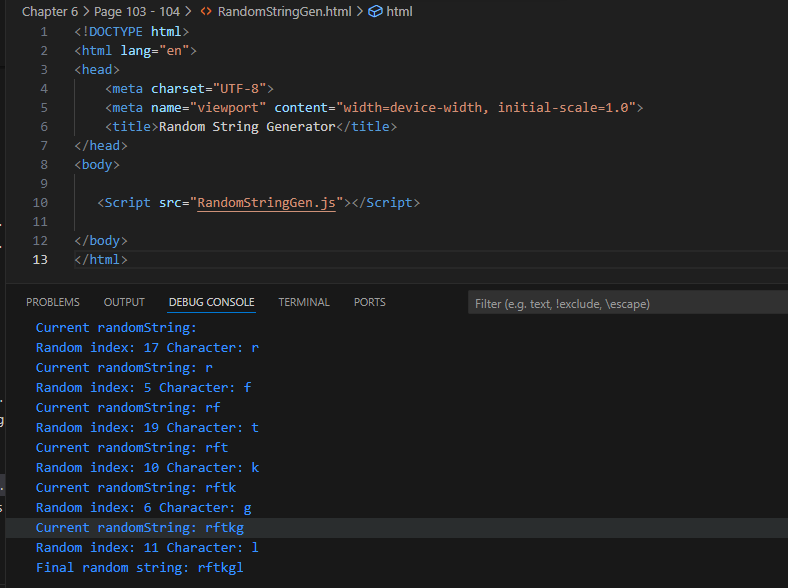 Chapter 6 > Page 103 - 104 > <> RandomStringGen.html > html
1 <!DOCTYPE html>
2 <html lang="en">
3 <head>
4 <meta charset="UTF-8">
5 <meta name="viewport" content="width=device-width, initial-scale=1.0">
6 <title>Random String Generator</title>
7 </head>
8 <body>
9
10 <Script src="RandomStringGen.js"></Script>
11
12 </body>
13 </html>
PROBLEMS OUTPUT DEBUG CONSOLE TERMINAL PORTS Filter (e.g. text, !exclude, \escape)
Current randomString:
Random index: 17 Character: r
Current randomString: r
Random index: 5 Character: f
Current randomString: rf
Random index: 19 Character: t
Current randomString: rft
Random index: 10 Character: k
Current randomString: rftk
Random index: 6 Character: g
Current randomString: rftkg
Random index: 11 Character: l
Final random string: rftkgl